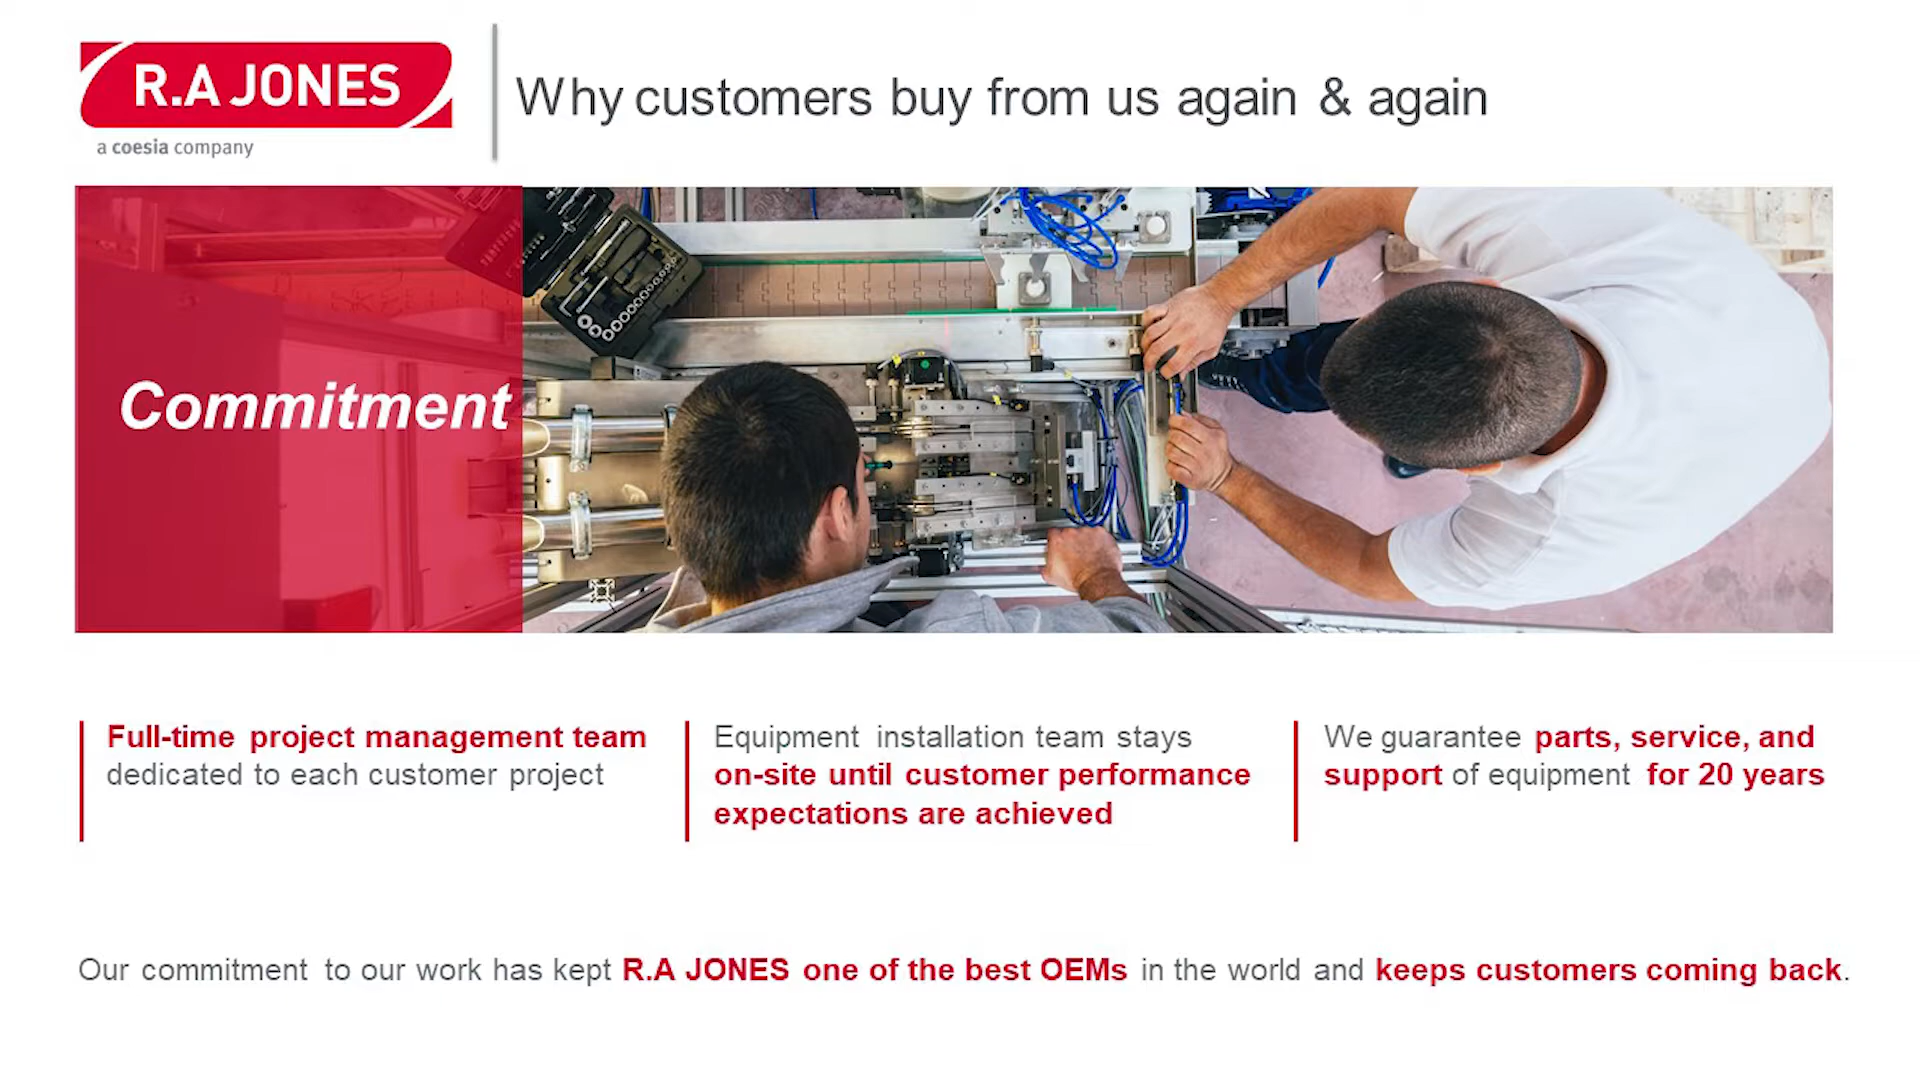 R.A JONES
a coesia company
Why customers buy from us again & again
Commitment
Full-time project management team
dedicated to each customer project
Equipment installation team stays
on-site until customer performance
expectations are achieved
We guarantee parts, service, and
support of equipment for 20 years
Our commitment to our work has kept R.A JONES one of the best OEMs in the world and keeps customers coming back.